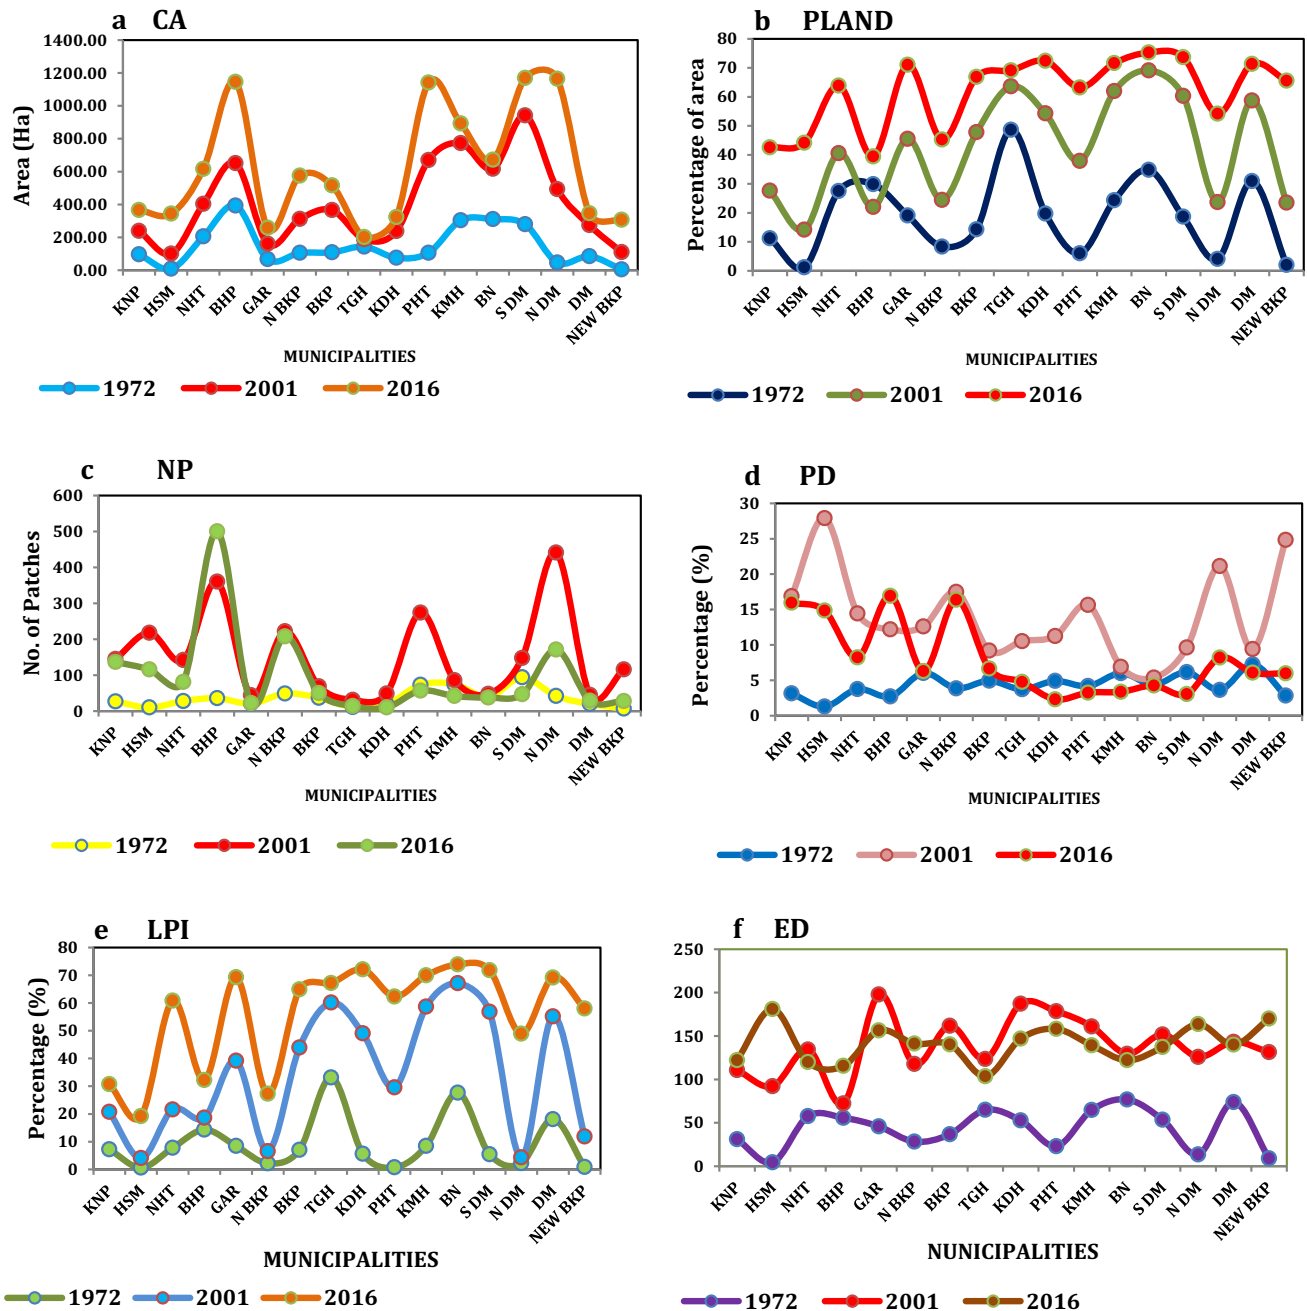 a CA
1400.00
1200.00
1000.00
800.00
600.00
400.00
200.00
0.00
Area (Ha)
KNP HSM NHT BHP GAR N BKP BKP TGH KDH PHT KMH BN S DM N DM DM NEW BKP
MUNICIPALITIES
1972 2001 2016
b PLAND
80
70
60
50
40
30
20
10
0
Percentage of area
KNP HSM NHT BHP GAR N BKP BKP TGH KDH PHT KMH BN S DM N DM DM NEW BKP
MUNICIPALITIES
1972 2001 2016
c NP
600
500
400
300
200
100
0
No. of Patches
KNP HSM NHT BHP GAR N BKP BKP TGH KDH PHT KMH BN S DM N DM DM NEW BKP
MUNICIPALITIES
1972 2001 2016
d PD
30
25
20
15
10
5
0
Percentage (%)
KNP HSM NHT BHP GAR N BKP BKP TGH KDH PHT KMH BN S DM N DM DM NEW BKP
MUNICIPALITIES
1972 2001 2016
e LPI
80
70
60
50
40
30
20
10
0
Percentage (%)
KNP HSM NHT BHP GAR N BKP BKP TGH KDH PHT KMH BN S DM N DM DM NEW BKP
MUNICIPALITIES
1972 2001 2016
f ED
250
200
150
100
50
0
KNP HSM NHT BHP GAR N BKP BKP TGH KDH PHT KMH BN S DM N DM DM NEW BKP
NUNICIPALITIES
1972 2001 2016